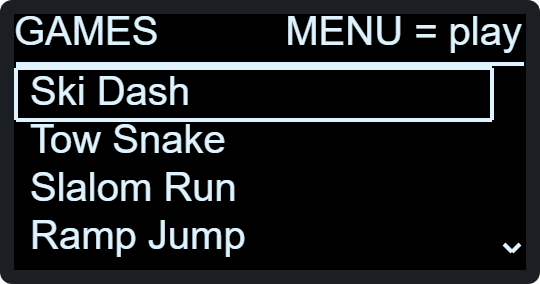 GAMES MENU = play
Ski Dash
Tow Snake
Slalom Run
Ramp Jump